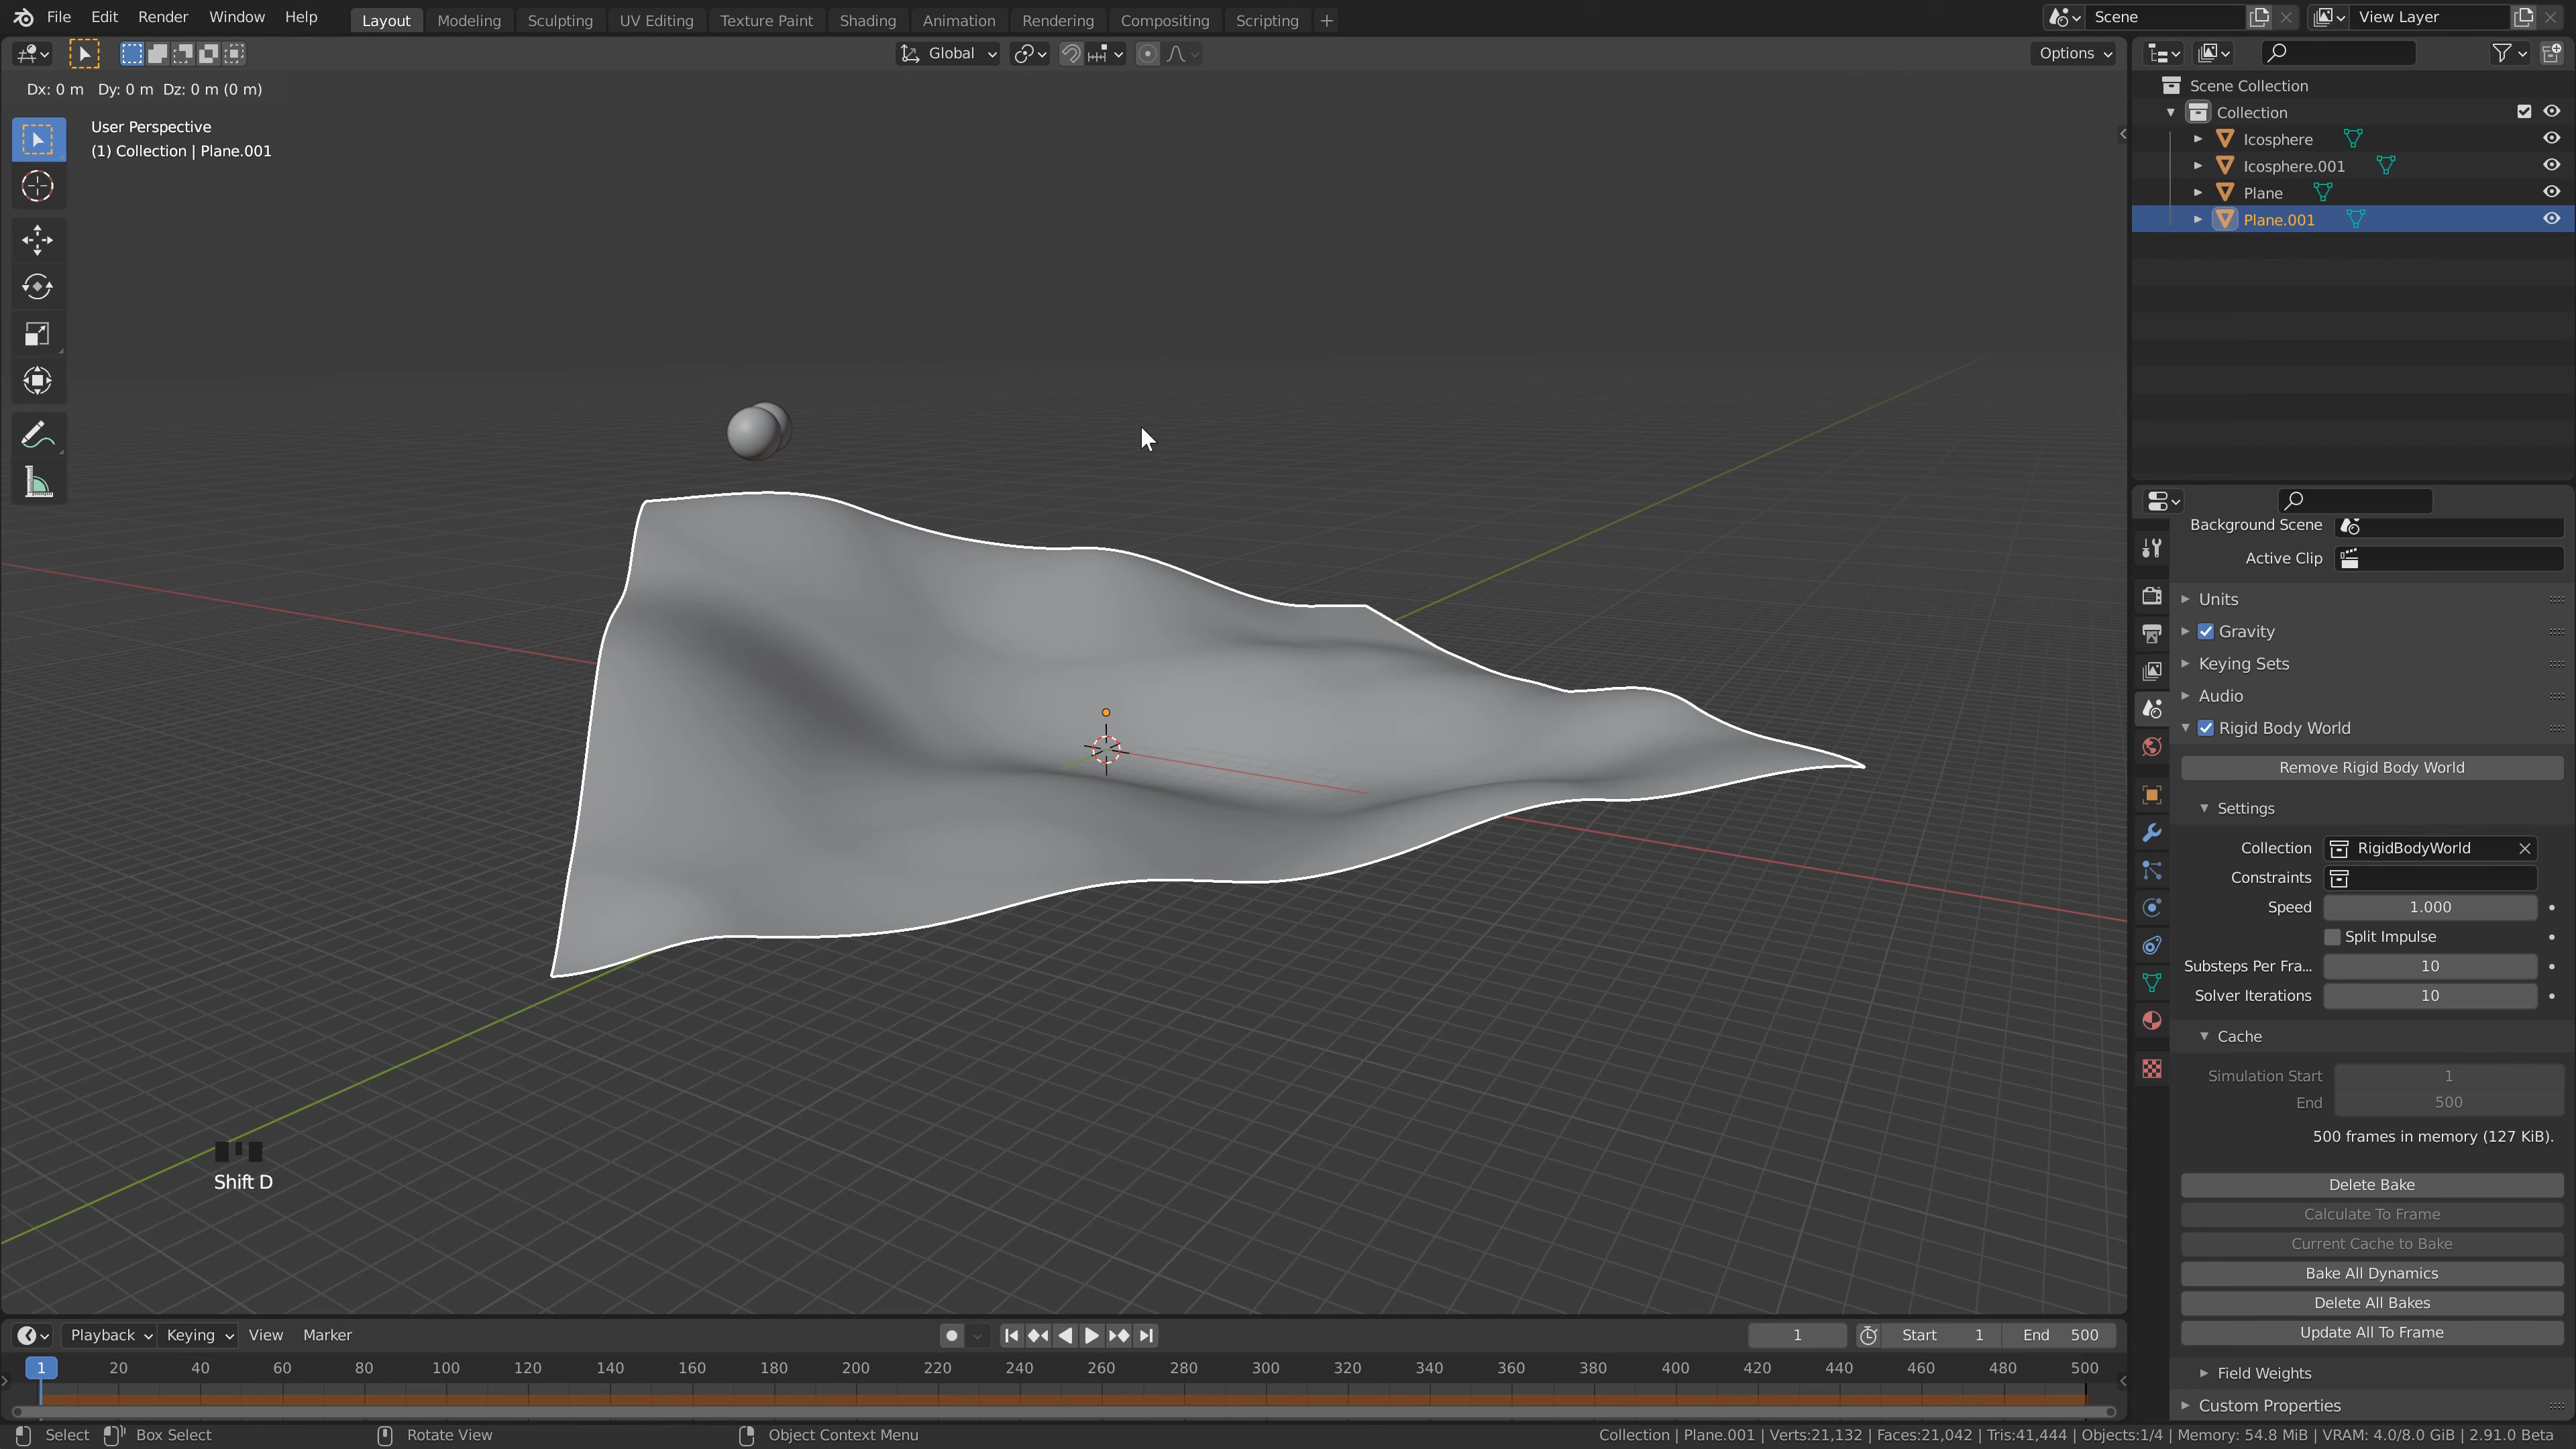 File Edit Render Window Help Layout Modeling Sculpting UV Editing Texture Paint Shading Animation Rendering Compositing Scripting + Scene View Layer
Global Options
Dx: 0 m Dy: 0 m Dz: 0 m (0 m)
User Perspective
(1) Collection | Plane.001
Shift D
Scene Collection
Collection
Icosphere
Icosphere.001
Plane
Plane.001
Background Scene
Active Clip
Units
Gravity
Keying Sets
Audio
Rigid Body World
Remove Rigid Body World
Settings
Collection RigidBodyWorld
Constraints
Speed 1.000
Split Impulse
Substeps Per Fra... 10
Solver Iterations 10
Cache
Simulation Start 1
End 500
500 frames in memory (127 KiB).
Delete Bake
Calculate To Frame
Current Cache to Bake
Bake All Dynamics
Delete All Bakes
Update All To Frame
Field Weights
Custom Properties
Playback Keying View Marker 1 Start 1 End 500
1 20 40 60 80 100 120 140 160 180 200 220 240 260 280 300 320 340 360 380 400 420 440 460 480 500
Select Box Select Rotate View Object Context Menu Collection | Plane.001 | Verts:21,132 | Faces:21,042 | Tris:41,444 | Objects:1/4 | Memory: 54.8 MiB | VRAM: 4.0/8.0 GiB | 2.91.0 Beta